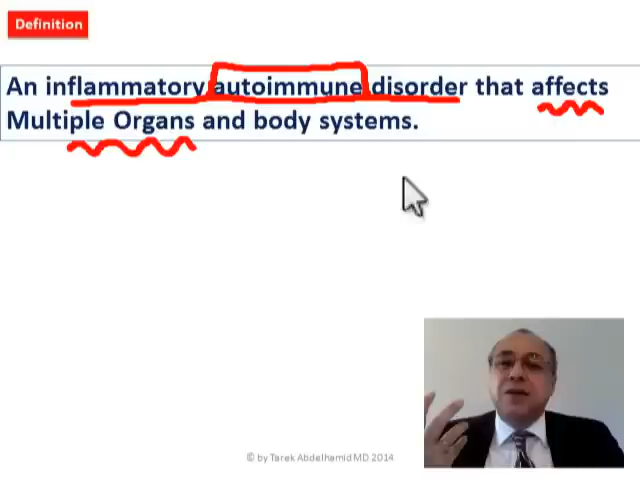 Definition
An inflammatory autoimmune disorder that affects
Multiple Organs and body systems.
© by Tarek Abdelhamid MD 2014